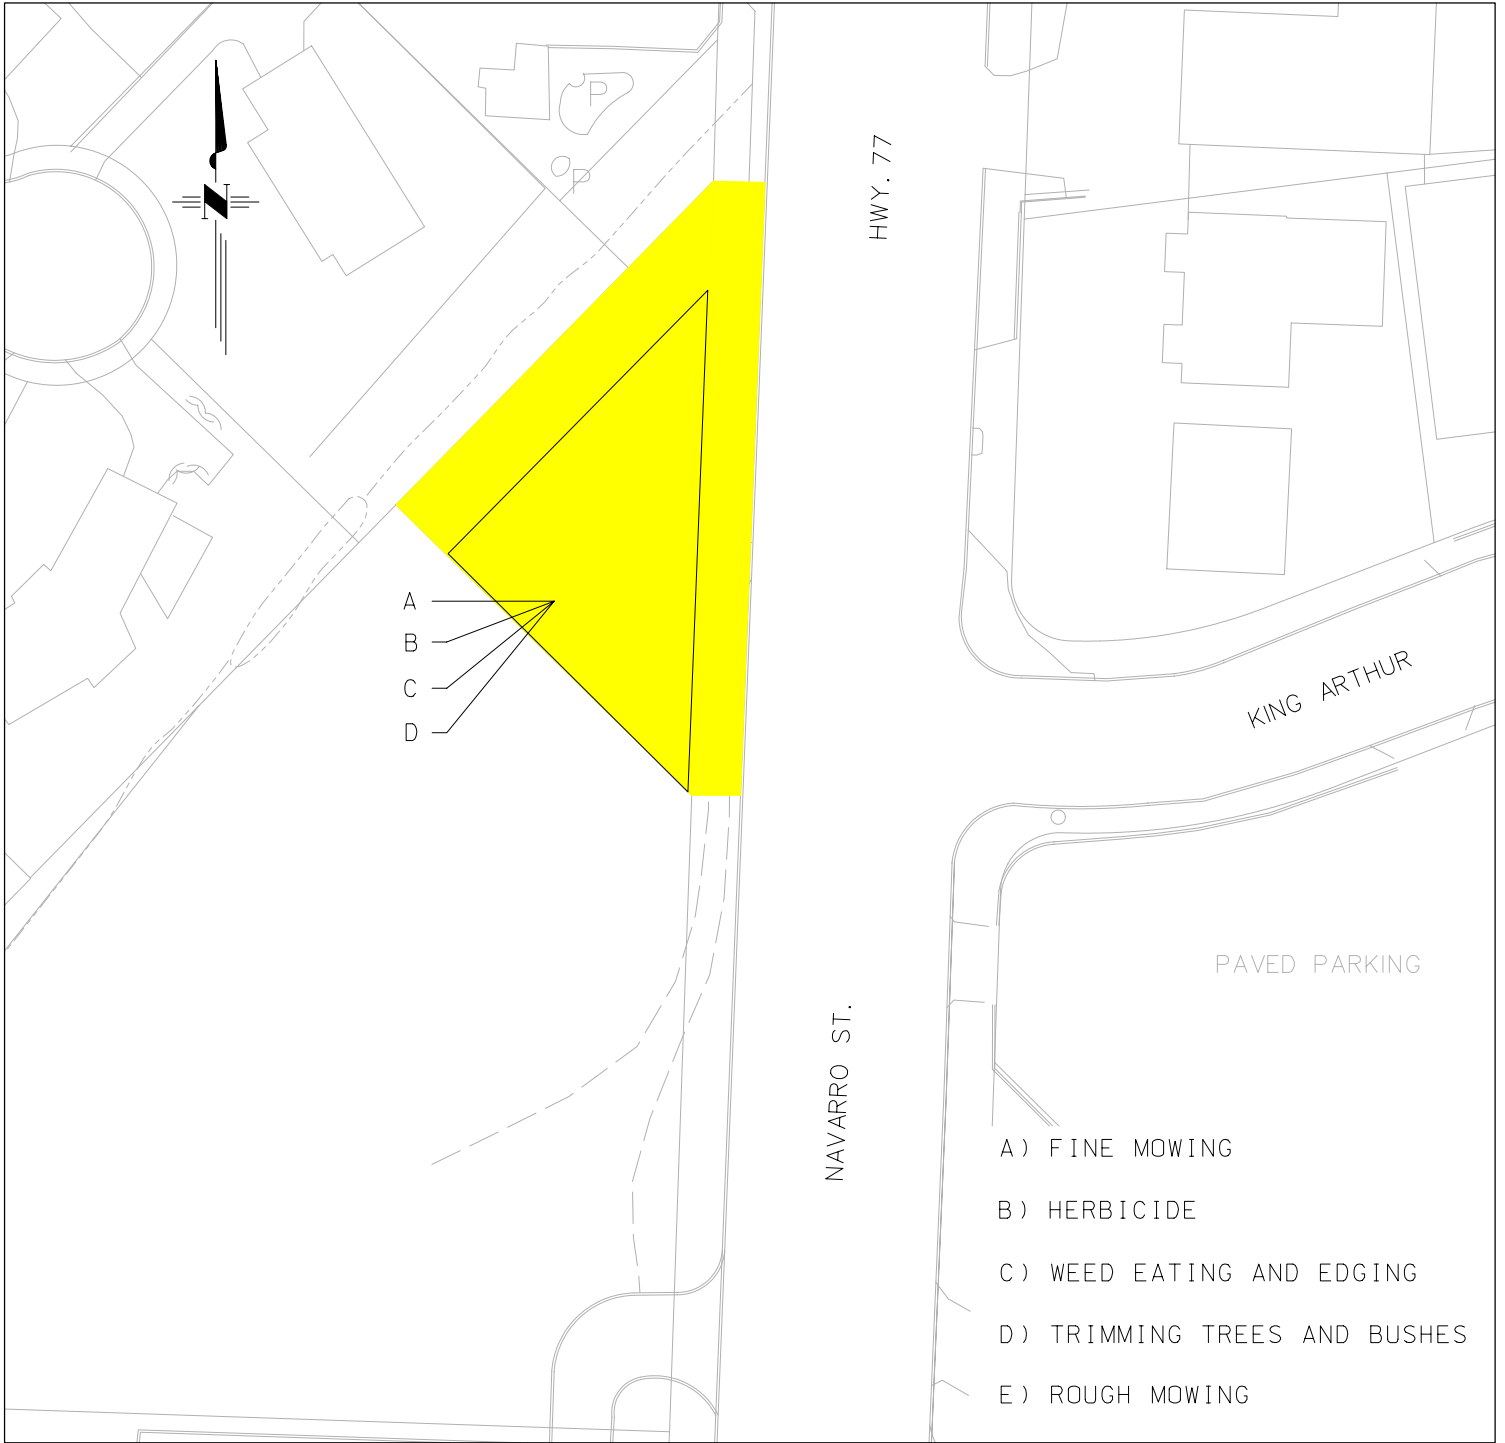 P
P
N
HWY. 77
A
B
C
D
KING ARTHUR
PAVED PARKING
NAVARRO ST.
A) FINE MOWING
B) HERBICIDE
C) WEED EATING AND EDGING
D) TRIMMING TREES AND BUSHES
E) ROUGH MOWING